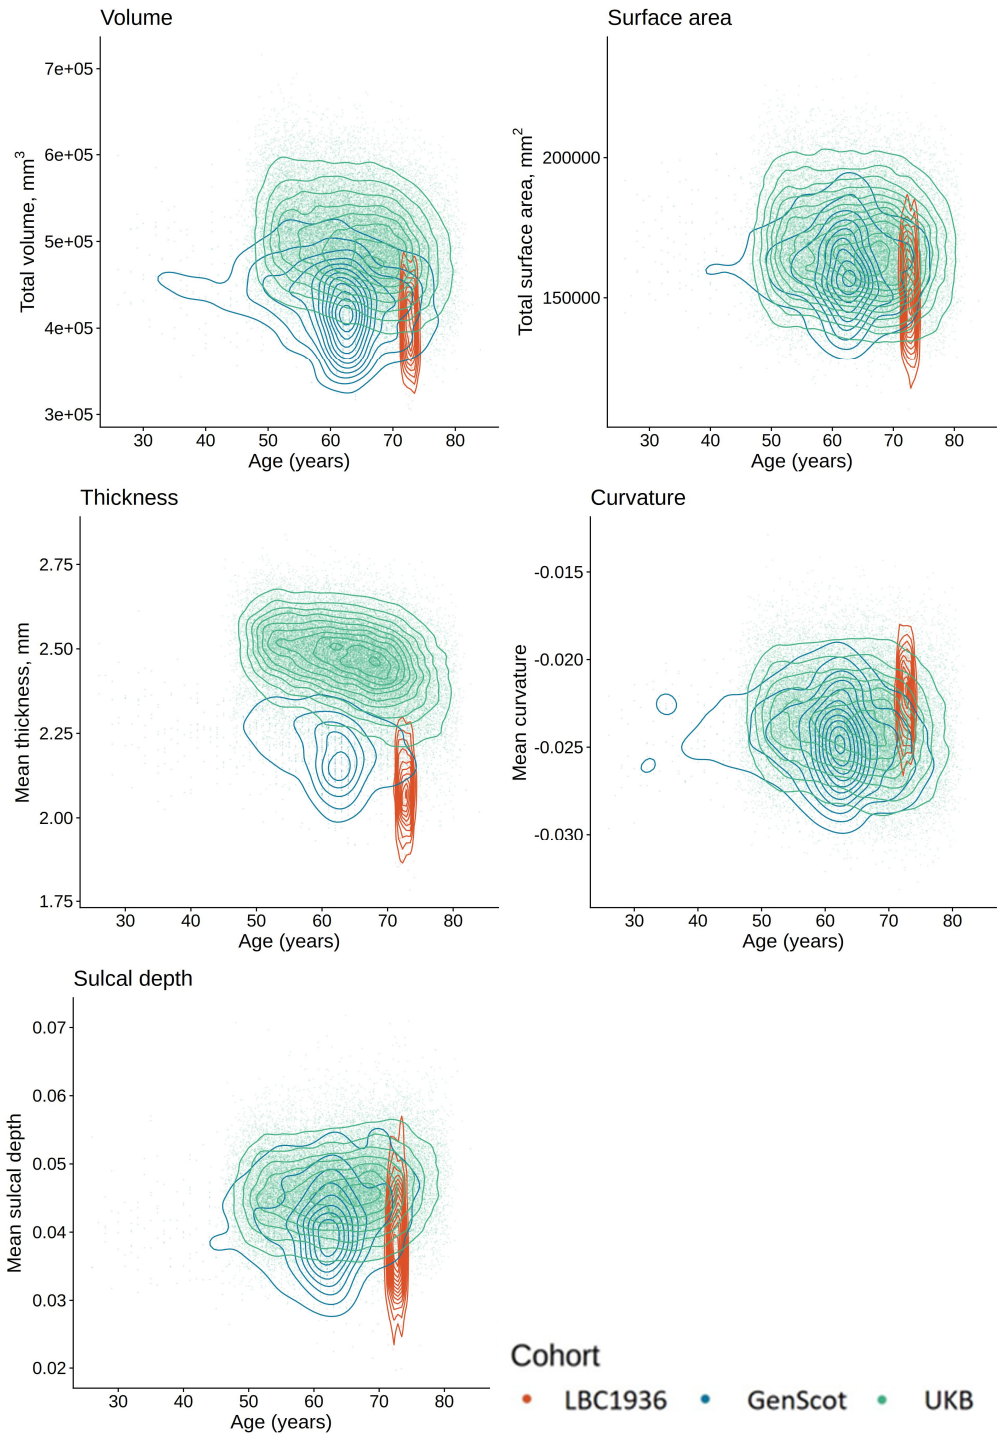 Volume
Total volume, mm³
7e+05
6e+05
5e+05
4e+05
3e+05
30 40 50 60 70 80
Age (years)
Surface area
Total surface area, mm²
200000
150000
30 40 50 60 70 80
Age (years)
Thickness
Mean thickness, mm
2.75
2.50
2.25
2.00
1.75
30 40 50 60 70 80
Age (years)
Curvature
Mean curvature
-0.015
-0.020
-0.025
-0.030
30 40 50 60 70 80
Age (years)
Sulcal depth
Mean sulcal depth
0.07
0.06
0.05
0.04
0.03
0.02
30 40 50 60 70 80
Age (years)
Cohort
LBC1936 GenScot UKB